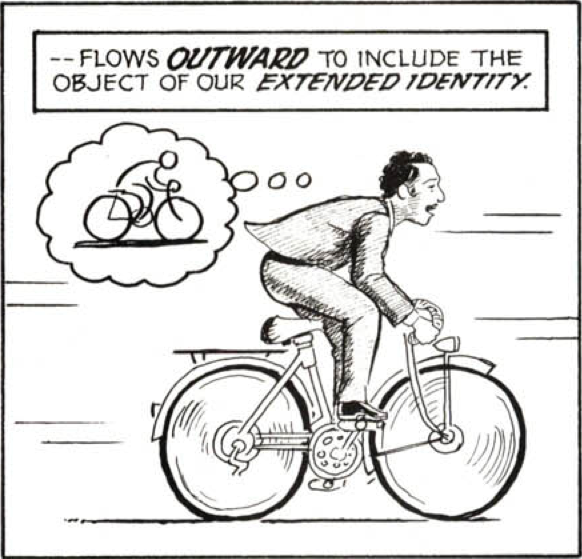 -- FLOWS OUTWARD TO INCLUDE THE
OBJECT OF OUR EXTENDED IDENTITY.